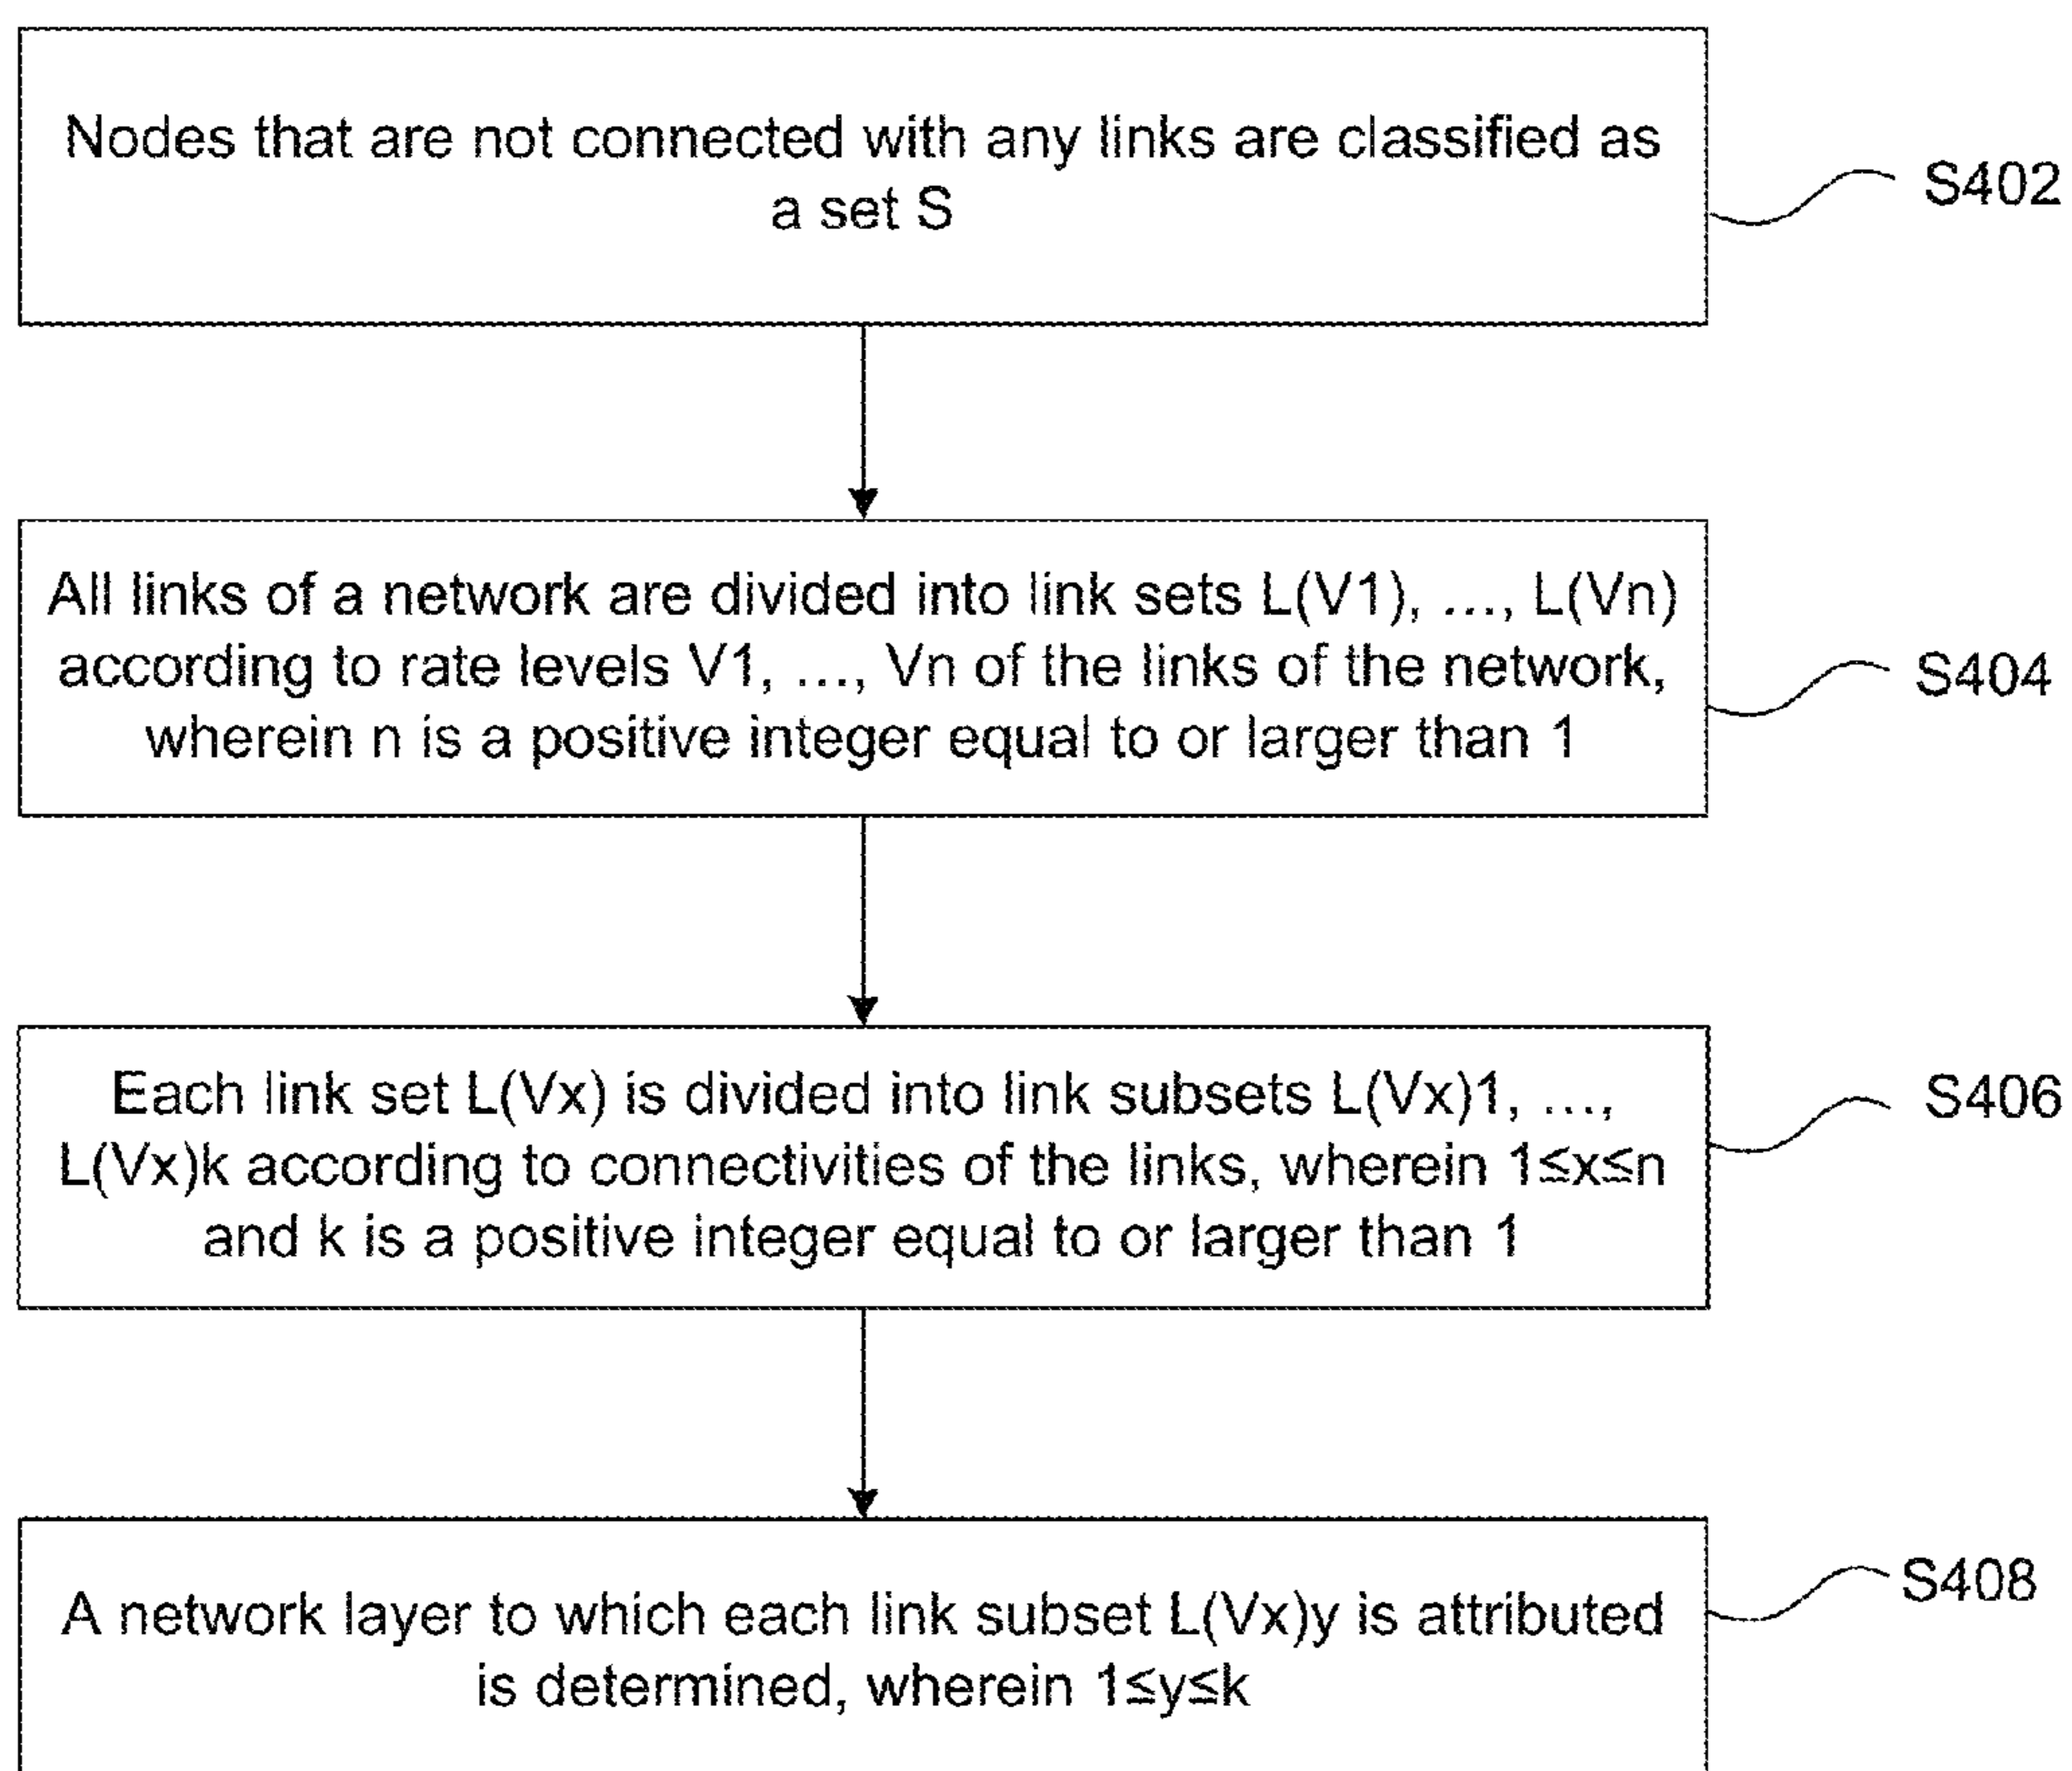 Nodes that are not connected with any links are classified as
a set S
S402
All links of a network are divided into link sets L(V1), ..., L(Vn)
according to rate levels V1, ..., Vn of the links of the network,
wherein n is a positive integer equal to or larger than 1
S404
Each link set L(Vx) is divided into link subsets L(Vx)1, ...,
L(Vx)k according to connectivities of the links, wherein 1≤x≤n
and k is a positive integer equal to or larger than 1
S406
A network layer to which each link subset L(Vx)y is attributed
is determined, wherein 1≤y≤k
S408